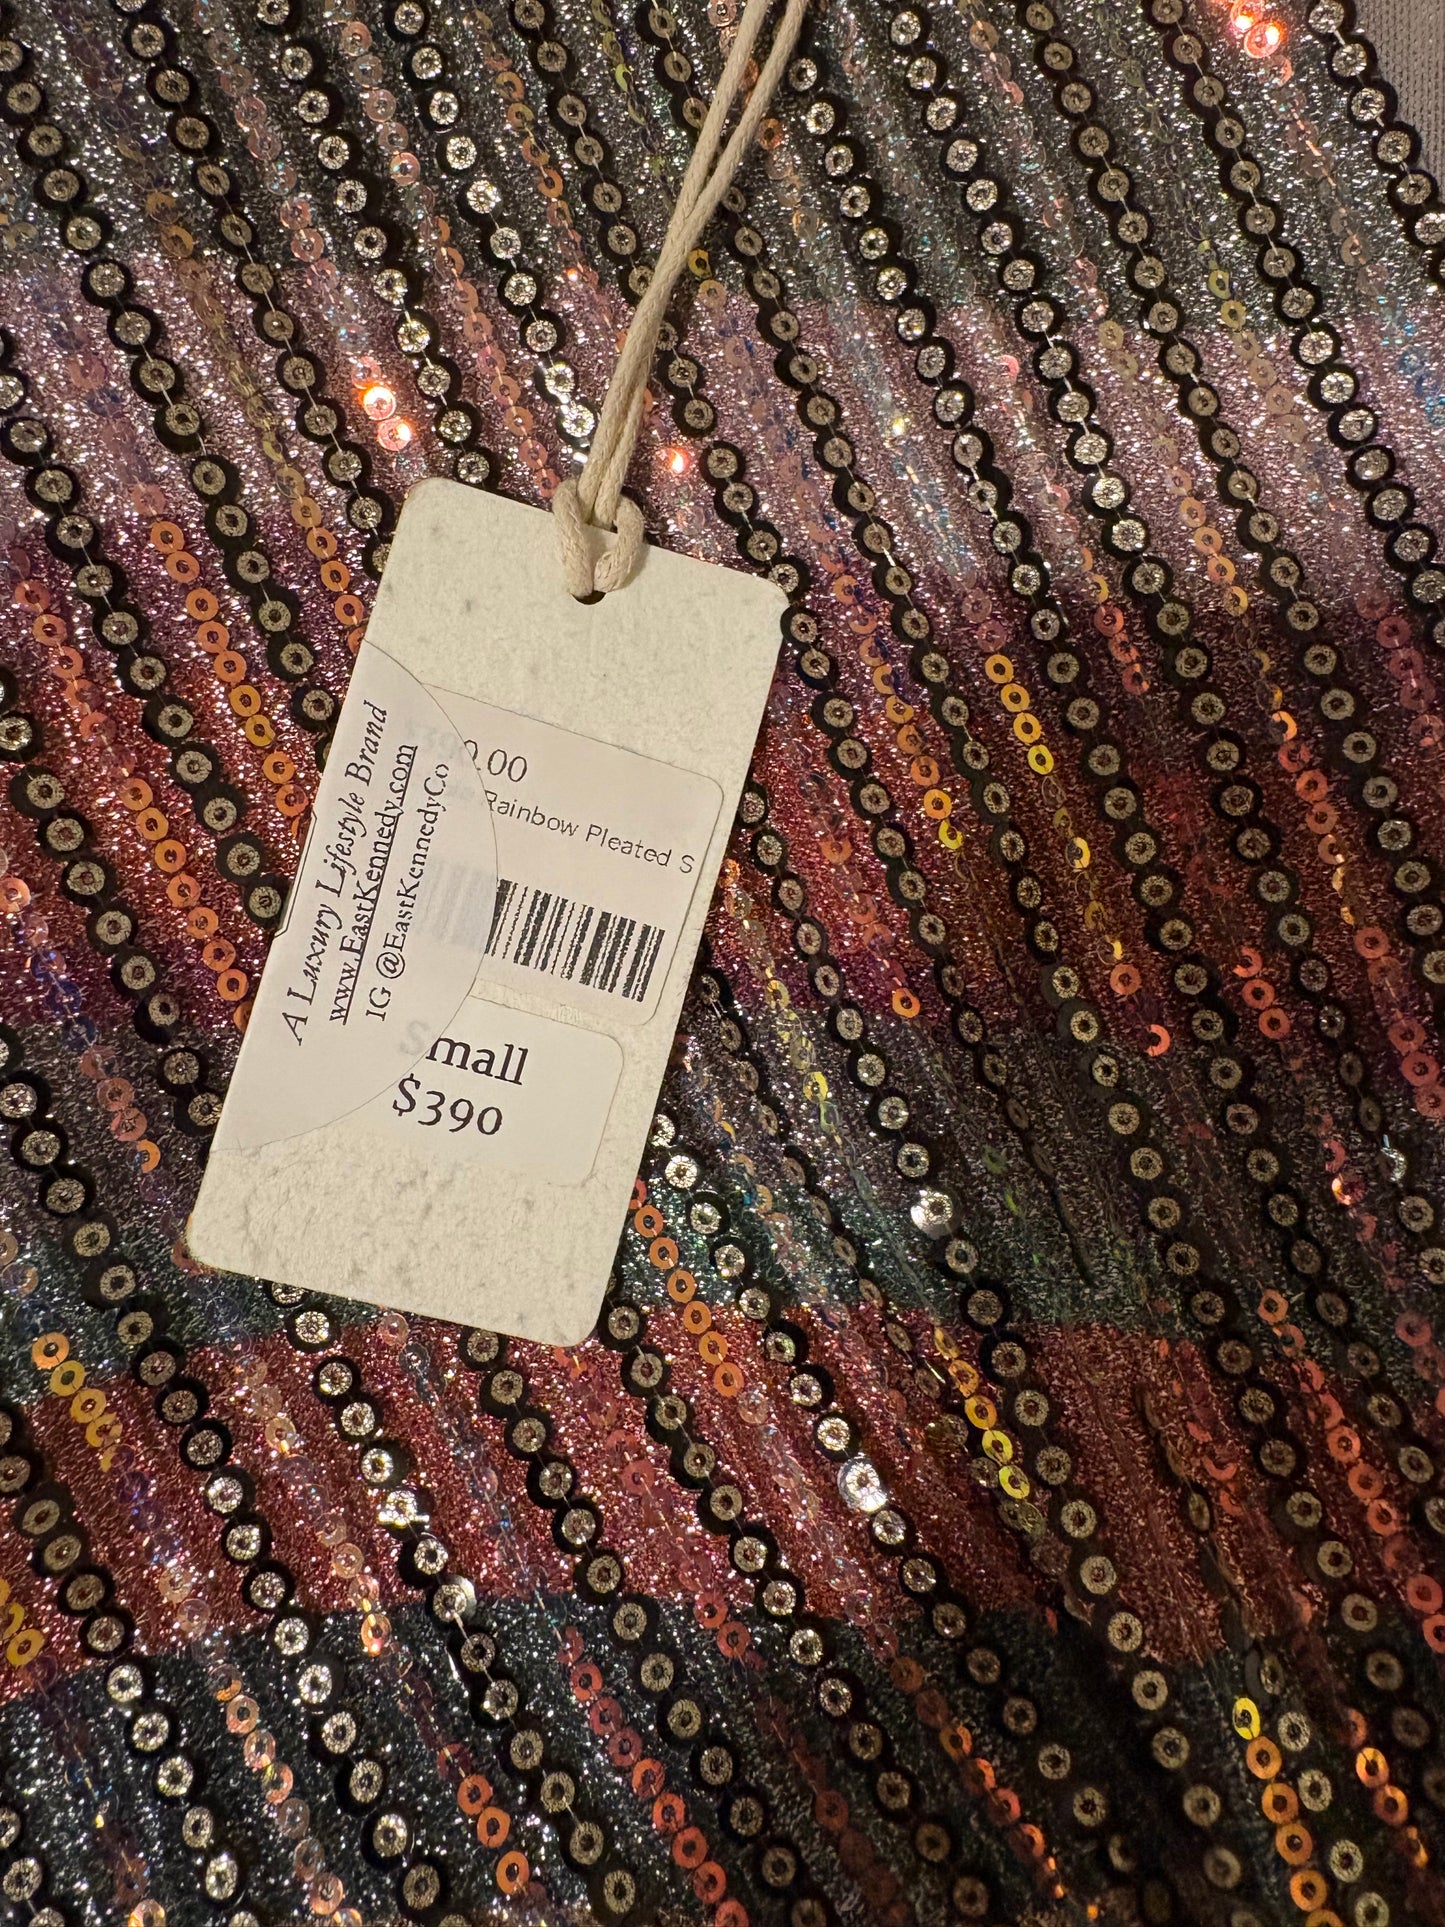 0.00
Rainbow Pleated S
Small
$390
A Luxury Lifestyle Brand
www.EastKennedy.com
IG @EastKennedyCo